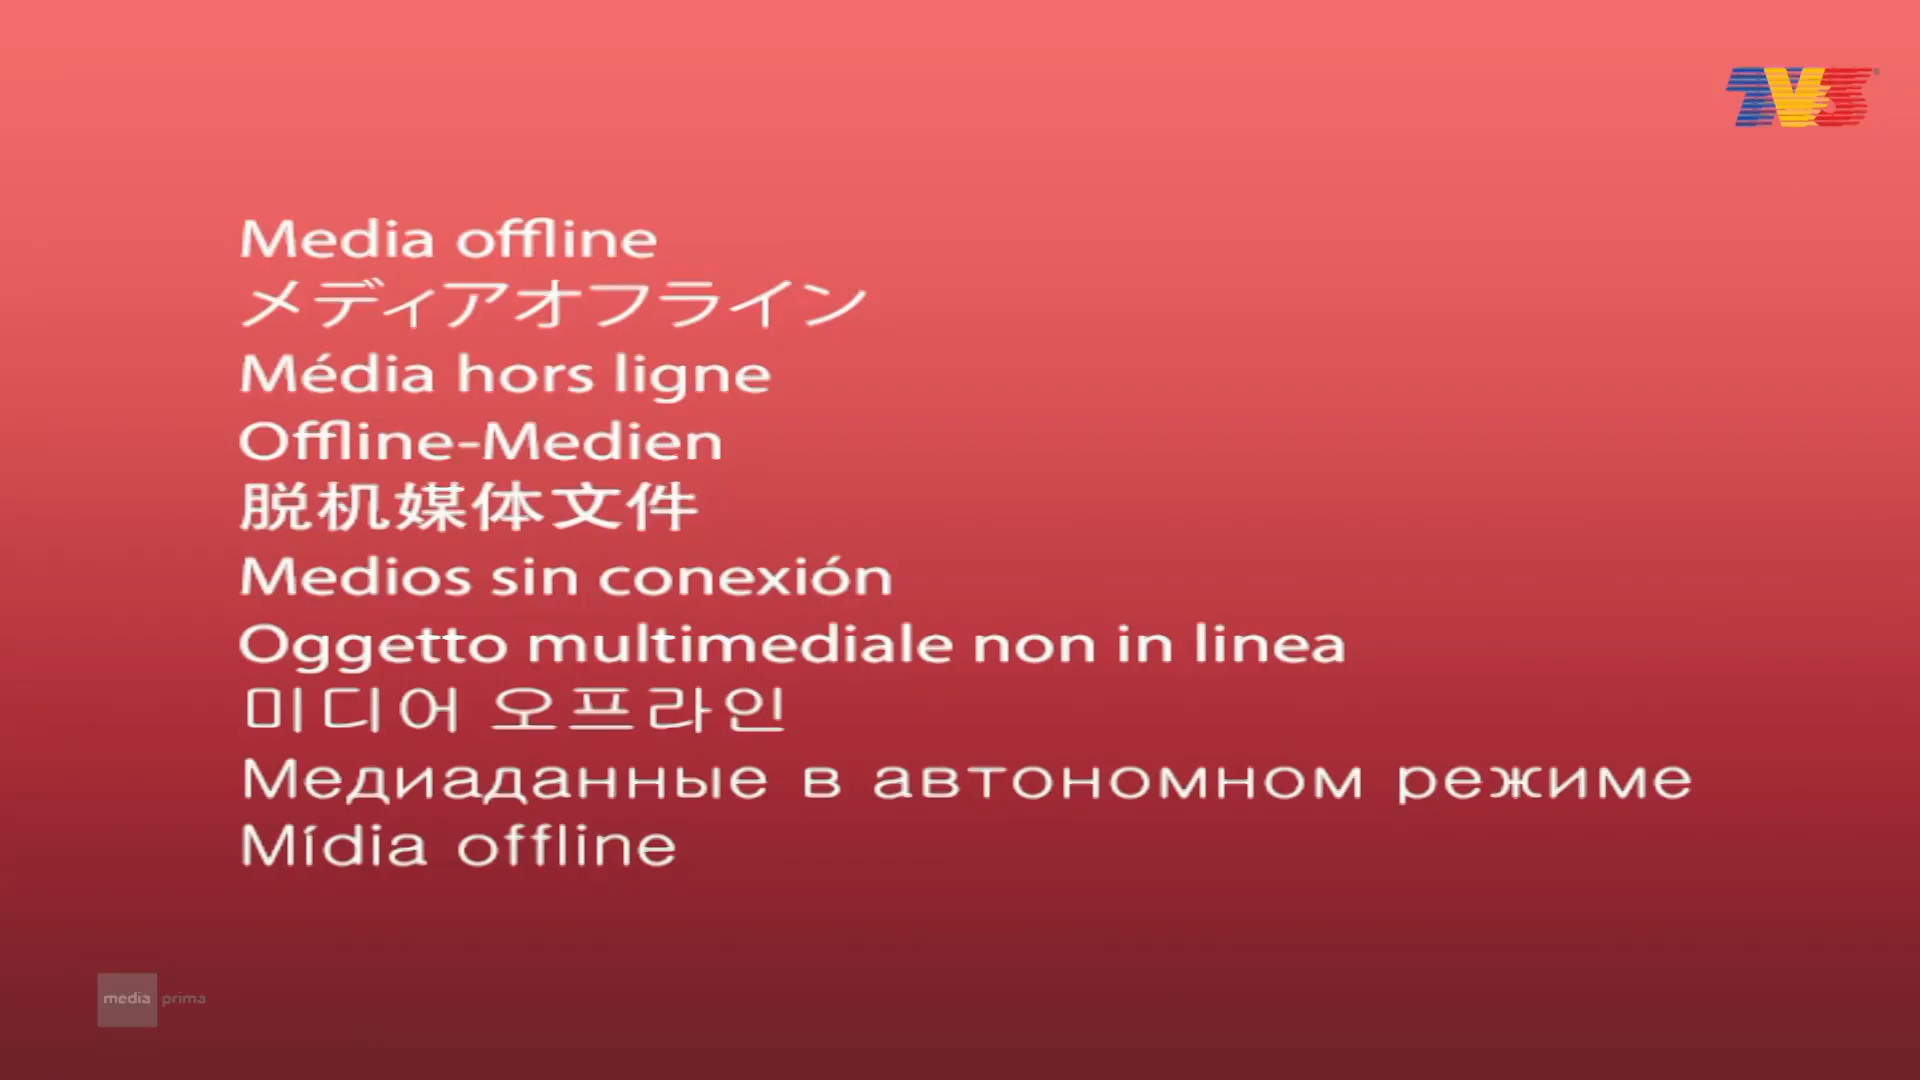 TV3
Media offline
メディアオフライン
Média hors ligne
Offline-Medien
脱机媒体文件
Medios sin conexión
Oggetto multimediale non in linea
미디어 오프라인
Медиаданные в автономном режиме
Mídia offline
media prima